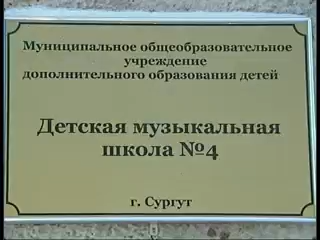 Муниципальное общеобразовательное
учреждение
дополнительного образования детей
Детская музыкальная
школа №4
г. Сургут